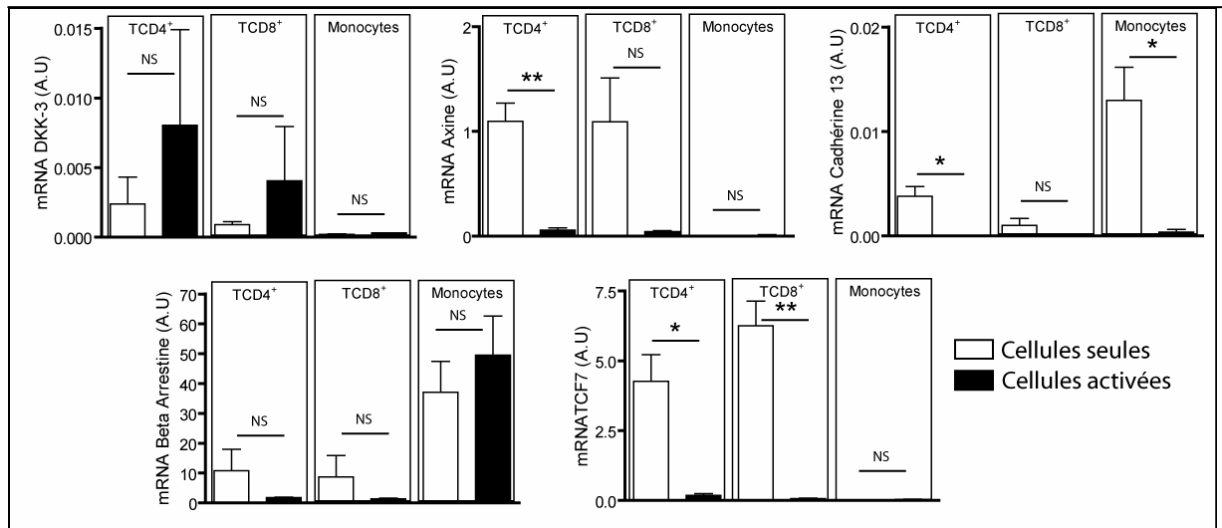 mRNA DKK-3 (A.U)
0.015
0.010
0.005
0.000
TCD4+
TCD8+
Monocytes
NS
NS
NS
mRNA Axine (A.U)
1
0
TCD4+
TCD8+
Monocytes
**
NS
NS
mRNA Cadhérine 13 (A.U)
0.02
0.01
0.00
TCD4+
TCD8+
Monocytes
*
NS
*
mRNA Beta Arrestine (A.U)
70
60
50
40
30
20
10
0
TCD4+
TCD8+
Monocytes
NS
NS
NS
mRNATCF7 (A.U)
7.5
5.0
2.5
0.0
TCD4+
TCD8+
Monocytes
*
**
NS
Cellules seules
Cellules activées